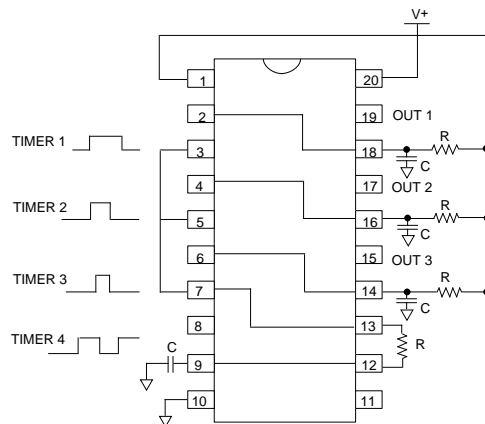 V+
1
20
2
19
OUT 1
TIMER 1
3
18
R
C
4
17
OUT 2
TIMER 2
5
16
R
C
6
15
OUT 3
TIMER 3
7
14
R
C
8
13
TIMER 4
C
9
12
R
10
11